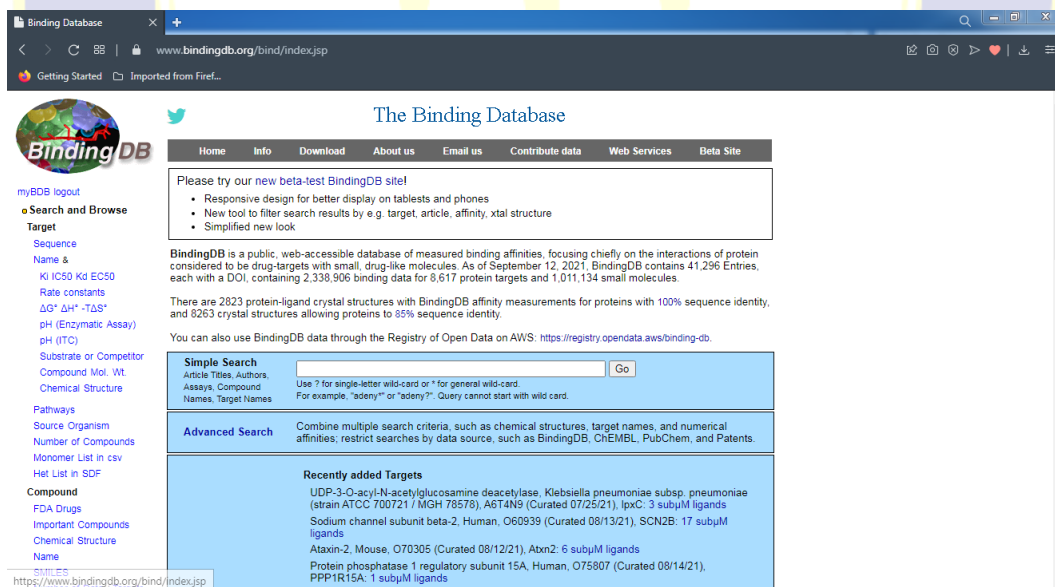 Binding Database
www.bindingdb.org/bind/index.jsp
Getting Started
Imported from Firef...
Binding DB
The Binding Database
Home Info Download About us Email us Contribute data Web Services Beta Site
Please try our new beta-test BindingDB site!
Responsive design for better display on tablests and phones
New tool to filter search results by e.g. target, article, affinity, xtal structure
Simplified new look
myBDB logout
Search and Browse
Target
Sequence
Name &
Ki IC50 Kd EC50
Rate constants
ΔG° ΔH° -TΔS°
pH (Enzymatic Assay)
pH (ITC)
Substrate or Competitor
Compound Mol. Wt.
Chemical Structure
Pathways
Source Organism
Number of Compounds
Monomer List in csv
Het List in SDF
Compound
FDA Drugs
Important Compounds
Chemical Structure
Name
SMILES
https://www.bindingdb.org/bind/index.jsp
BindingDB is a public, web-accessible database of measured binding affinities, focusing chiefly on the interactions of protein
considered to be drug-targets with small, drug-like molecules. As of September 12, 2021, BindingDB contains 41,296 Entries,
each with a DOI, containing 2,338,906 binding data for 8,617 protein targets and 1,011,134 small molecules.
There are 2823 protein-ligand crystal structures with BindingDB affinity measurements for proteins with 100% sequence identity,
and 8263 crystal structures allowing proteins to 85% sequence identity.
You can also use BindingDB data through the Registry of Open Data on AWS: https://registry.opendata.aws/binding-db.
Simple Search
Article Titles, Authors,
Assays, Compound
Names, Target Names
Go
Use ? for single-letter wild-card or * for general wild-card.
For example, "adeny*" or "adeny?". Query cannot start with wild card.
Advanced Search
Combine multiple search criteria, such as chemical structures, target names, and numerical
affinities; restrict searches by data source, such as BindingDB, ChEMBL, PubChem, and Patents.
Recently added Targets
UDP-3-O-acyl-N-acetylglucosamine deacetylase, Klebsiella pneumoniae subsp. pneumoniae
(strain ATCC 700721 / MGH 78578), A6T4N9 (Curated 07/25/21), lpxC: 3 subμM ligands
Sodium channel subunit beta-2, Human, O60939 (Curated 08/13/21), SCN2B: 17 subμM
ligands
Ataxin-2, Mouse, O70305 (Curated 08/12/21), Atxn2: 6 subμM ligands
Protein phosphatase 1 regulatory subunit 15A, Human, O75807 (Curated 08/14/21),
PPP1R15A: 1 subμM ligands